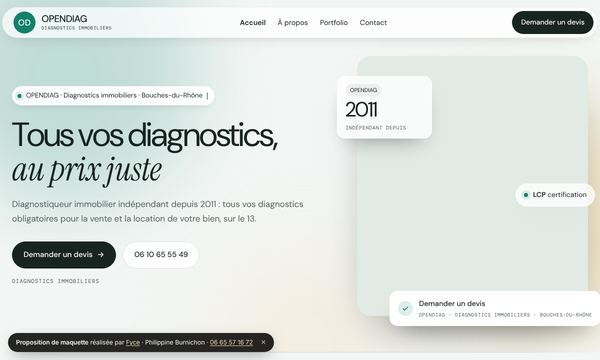 OD
OPENDIAG
DIAGNOSTICS IMMOBILIERS
Accueil
À propos
Portfolio
Contact
Demander un devis
OPENDIAG · Diagnostics immobiliers · Bouches-du-Rhône
Tous vos diagnostics,
au prix juste
Diagnostiqueur immobilier indépendant depuis 2011 : tous vos diagnostics
obligatoires pour la vente et la location de votre bien, sur le 13.
Demander un devis →
06 10 65 55 49
DIAGNOSTICS IMMOBILIERS
OPENDIAG
2011
INDÉPENDANT DEPUIS
LCP certification
Demander un devis
OPENDIAG · DIAGNOSTICS IMMOBILIERS · BOUCHES-DU-RHÔNE
Proposition de maquette réalisée par Fyce · Philippine Burnichon · 06 65 57 16 72 ×